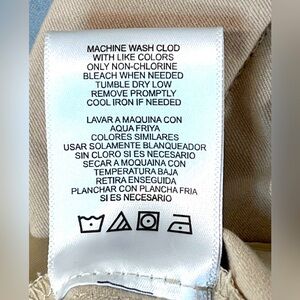 MACHINE WASH CLOD
WITH LIKE COLORS
ONLY NON-CHLORINE
BLEACH WHEN NEEDED
TUMBLE DRY LOW
REMOVE PROMPTLY
COOL IRON IF NEEDED
LAVAR A MAQUINA CON
AQUA FRIYA
COLORES SIMILARES
USAR SOLAMENTE BLANQUEADOR
SIN CLORO SI ES NECESARIO
SECAR A MOQUINA CON
TEMPERATURA BAJA
RETIRA ENSEGUIDA
PLANCHAR CON PLANCHA FRIA
SI ES NECESARIO